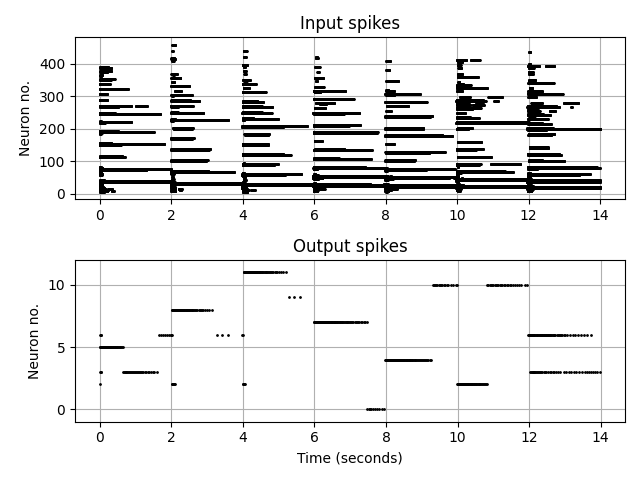 Input spikes
Neuron no.
400
300
200
100
0
0 2 4 6 8 10 12 14
Output spikes
Neuron no.
10
5
0
0 2 4 6 8 10 12 14
Time (seconds)